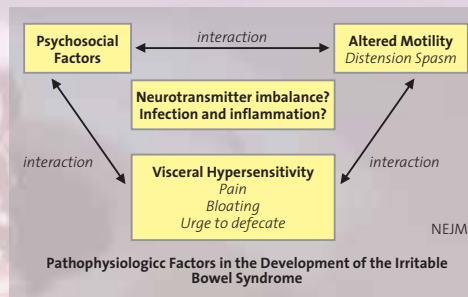 Psychosocial
Factors
interaction
Altered Motility
Distension Spasm
Neurotransmitter imbalance?
Infection and inflammation?
interaction
interaction
Visceral Hypersensitivity
Pain
Bloating
Urge to defecate
NEJM
Pathophysiologicc Factors in the Development of the Irritable
Bowel Syndrome